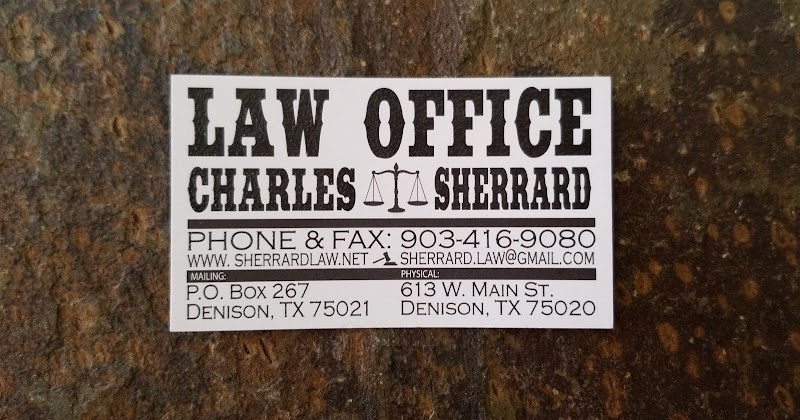 LAW OFFICE
CHARLES SHERRARD
PHONE & FAX: 903-416-9080
WWW. SHERRARDLAW.NET SHERRARD.LAW@GMAIL.COM
MAILING: PHYSICAL:
P.O. BOX 267 613 W. MAIN ST.
DENISON, TX 75021 DENISON, TX 75020